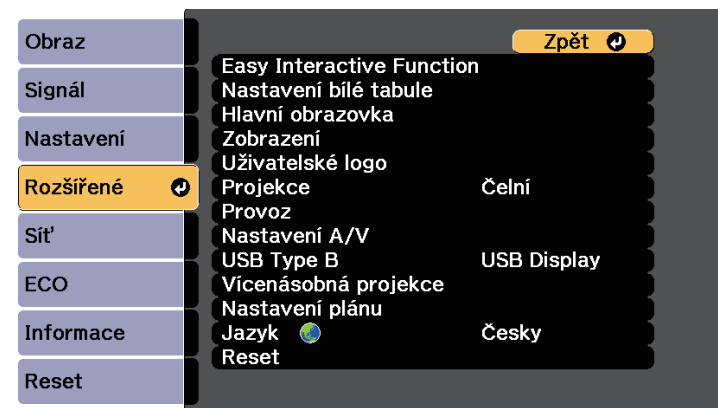 Obraz
Signál
Nastavení
Rozšířené
Síť
ECO
Informace
Reset
Zpět
Easy Interactive Function
Nastavení bílé tabule
Hlavní obrazovka
Zobrazení
Uživatelské logo
Projekce Čelní
Provoz
Nastavení A/V
USB Type B USB Display
Vícenásobná projekce
Nastavení plánu
Jazyk Česky
Reset